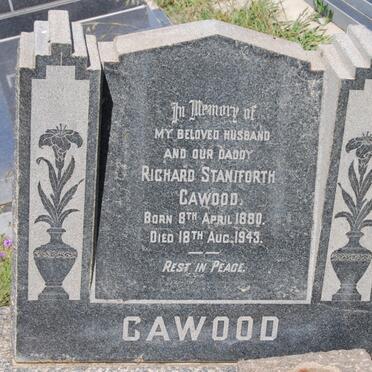 In Memory of
MY BELOVED HUSBAND
AND OUR DADDY
RICHARD STANIFORTH
CAWOOD.
BORN 8TH APRIL 1880.
DIED 18TH AUG. 1943.
REST IN PEACE.
CAWOOD